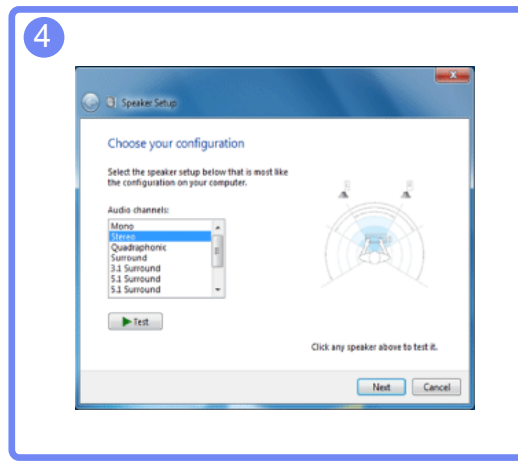 4
Speaker Setup
Choose your configuration
Select the speaker setup below that is most like
the configuration on your computer.
Audio channels:
Mono
Stereo
Quadraphonic
Surround
3.1 Surround
5.1 Surround
5.1 Surround
Test
Click any speaker above to test it.
Next
Cancel